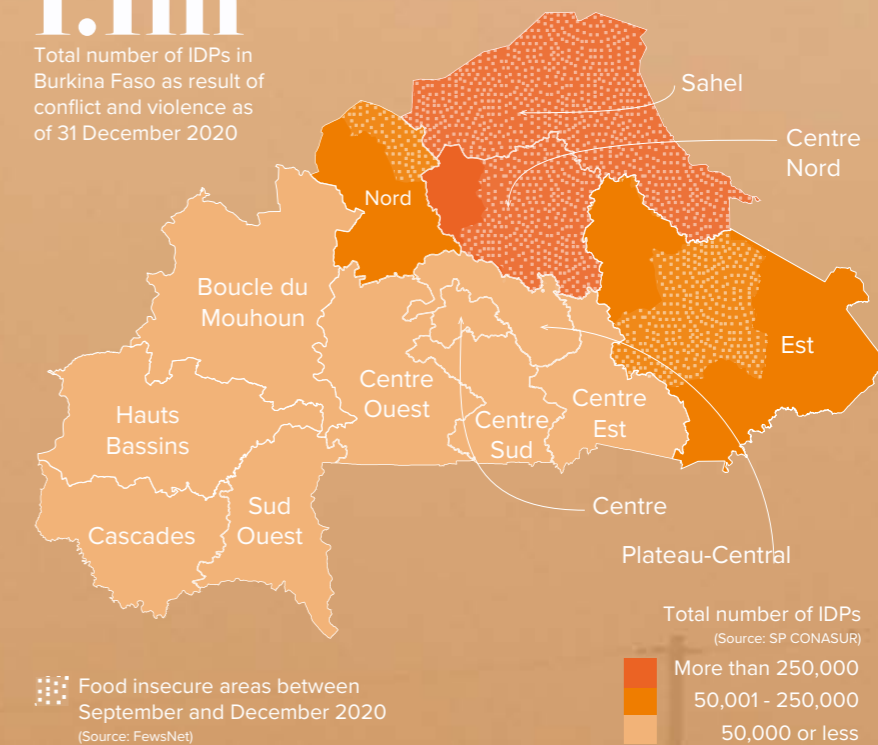 Total number of IDPs in
Burkina Faso as result of
conflict and violence as
of 31 December 2020
Sahel
Centre
Nord
Nord
Boucle du
Mouhoun
Est
Centre
Ouest
Hauts
Bassins
Centre
Sud
Centre
Est
Sud
Ouest
Cascades
Centre
Plateau-Central
Total number of IDPs
(Source: SP CONASUR)
More than 250,000
50,001 - 250,000
50,000 or less
Food insecure areas between
September and December 2020
(Source: FewsNet)